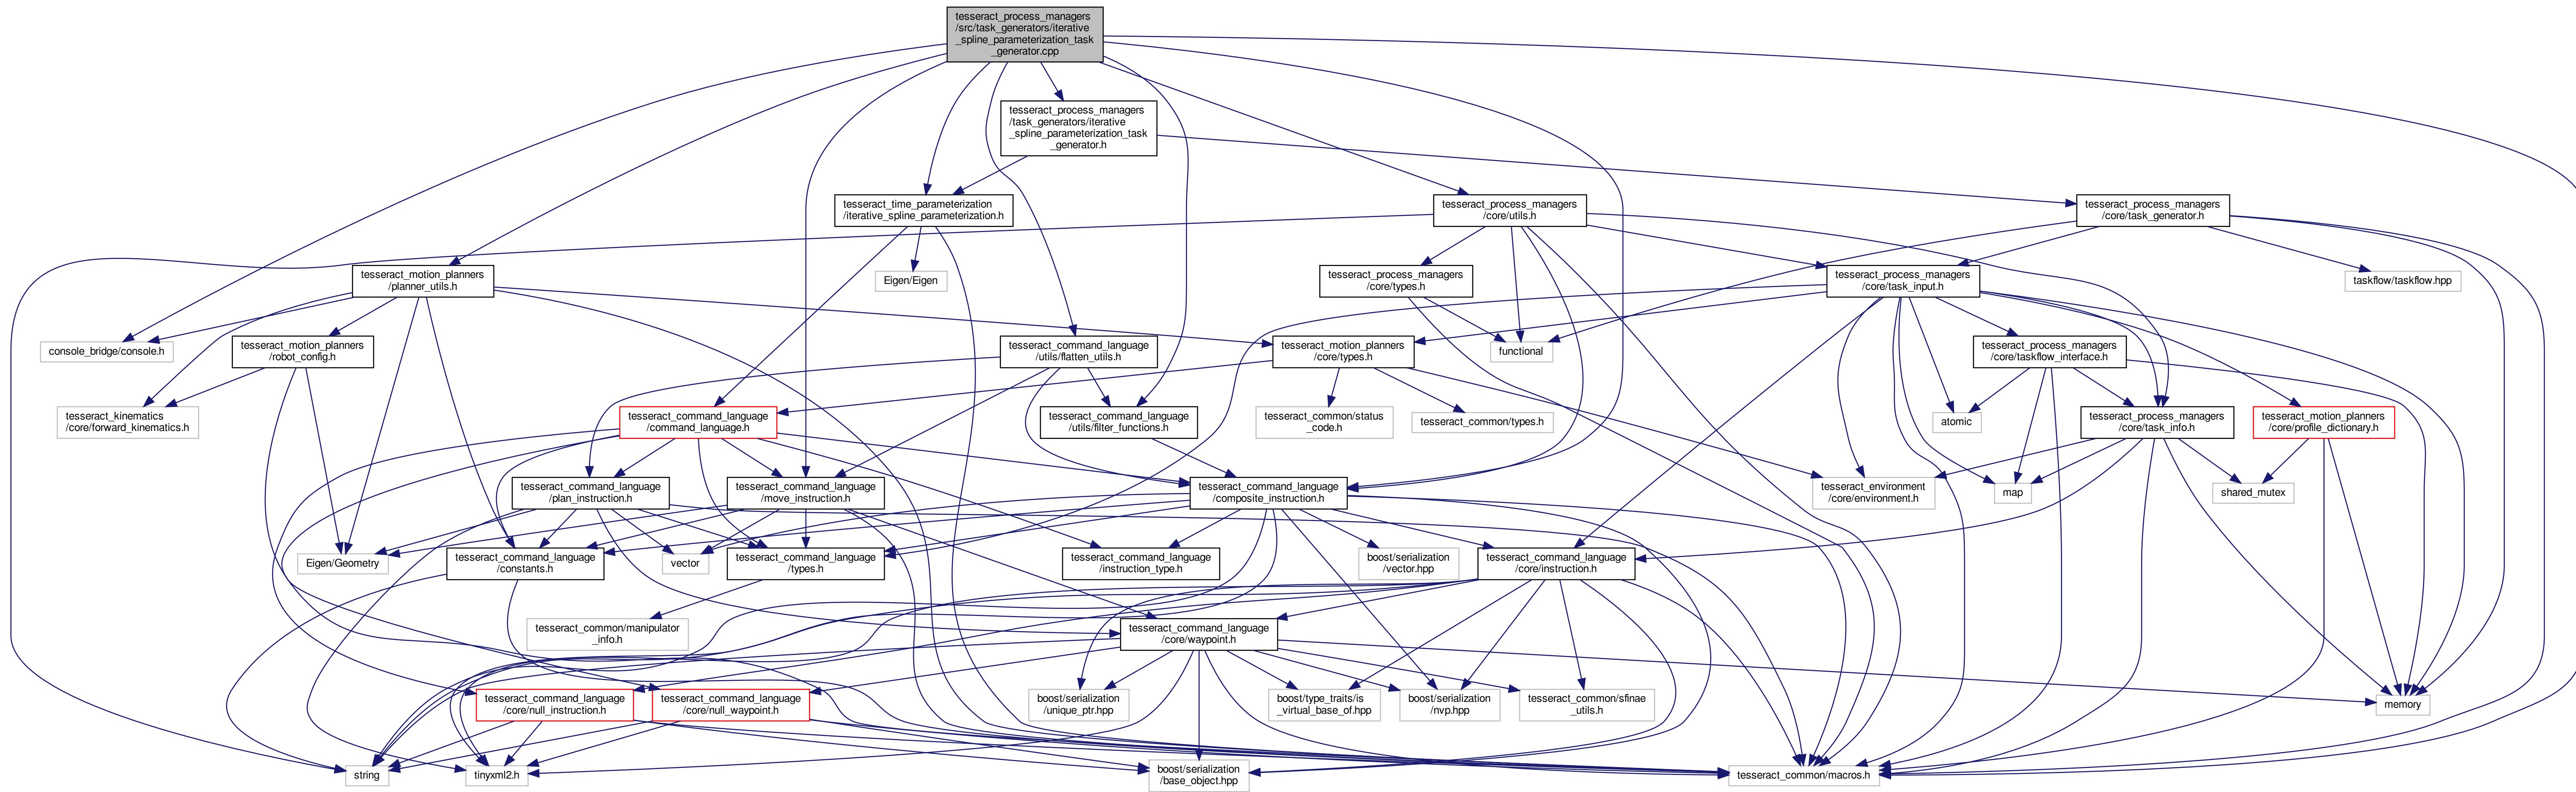 tesseract_process_managers
/src/task_generators/iterative
_spline_parameterization_task
_generator.cpp
tesseract_process_managers
/task_generators/iterative
_spline_parameterization_task
_generator.h
tesseract_time_parameterization
/iterative_spline_parameterization.h
tesseract_process_managers
/core/utils.h
tesseract_process_managers
/core/task_generator.h
tesseract_motion_planners
/planner_utils.h
Eigen/Eigen
tesseract_process_managers
/core/types.h
tesseract_process_managers
/core/task_input.h
taskflow/taskflow.hpp
console_bridge/console.h
tesseract_motion_planners
/robot_config.h
tesseract_command_language
/utils/flatten_utils.h
tesseract_motion_planners
/core/types.h
functional
tesseract_process_managers
/core/taskflow_interface.h
tesseract_kinematics
/core/forward_kinematics.h
tesseract_command_language
/command_language.h
tesseract_command_language
/utils/filter_functions.h
tesseract_common/status
_code.h
tesseract_common/types.h
atomic
tesseract_process_managers
/core/task_info.h
tesseract_motion_planners
/core/profile_dictionary.h
tesseract_command_language
/plan_instruction.h
tesseract_command_language
/move_instruction.h
tesseract_command_language
/composite_instruction.h
tesseract_environment
/core/environment.h
map
shared_mutex
Eigen/Geometry
tesseract_command_language
/constants.h
vector
tesseract_command_language
/types.h
tesseract_command_language
/instruction_type.h
boost/serialization
/vector.hpp
tesseract_command_language
/core/instruction.h
tesseract_common/manipulator
_info.h
tesseract_command_language
/core/waypoint.h
tesseract_command_language
/core/null_instruction.h
tesseract_command_language
/core/null_waypoint.h
boost/serialization
/unique_ptr.hpp
boost/type_traits/is
_virtual_base_of.hpp
boost/serialization
/nvp.hpp
tesseract_common/sfinae
_utils.h
memory
string
tinyxml2.h
boost/serialization
/base_object.hpp
tesseract_common/macros.h